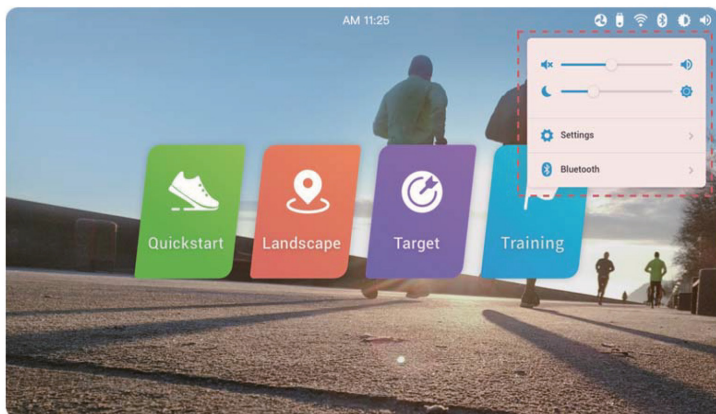 AM 11:25
Settings
Bluetooth
Quickstart
Landscape
Target
Training